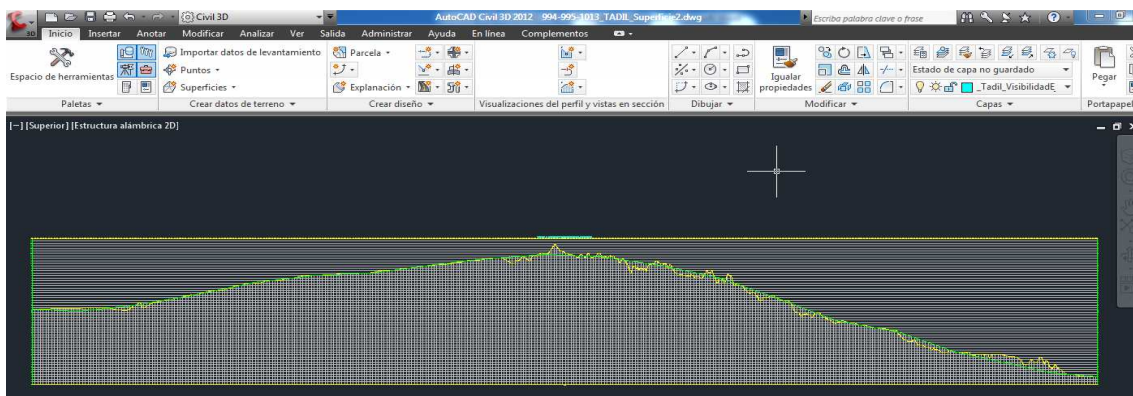 Civil 3D
AutoCAD Civil 3D 2012 994-995-1013_TADIL_Superficie2.dwg
Escriba palabra clave o frase
3D
Inicio Insertar Anotar Modificar Analizar Ver Salida Administrar Ayuda En línea Complementos
Importar datos de levantamiento
Parcela
Puntos
Estado de capa no guardado
Espacio de herramientas
Igualar
propiedades
Pegar
Superficies
Explanación
_Tadil_VisibilidadE
Paletas
Crear datos de terreno
Crear diseño
Visualizaciones del perfil y vistas en sección
Dibujar
Modificar
Capas
Portapapel
[−] [Superior] [Estructura alámbrica 2D]